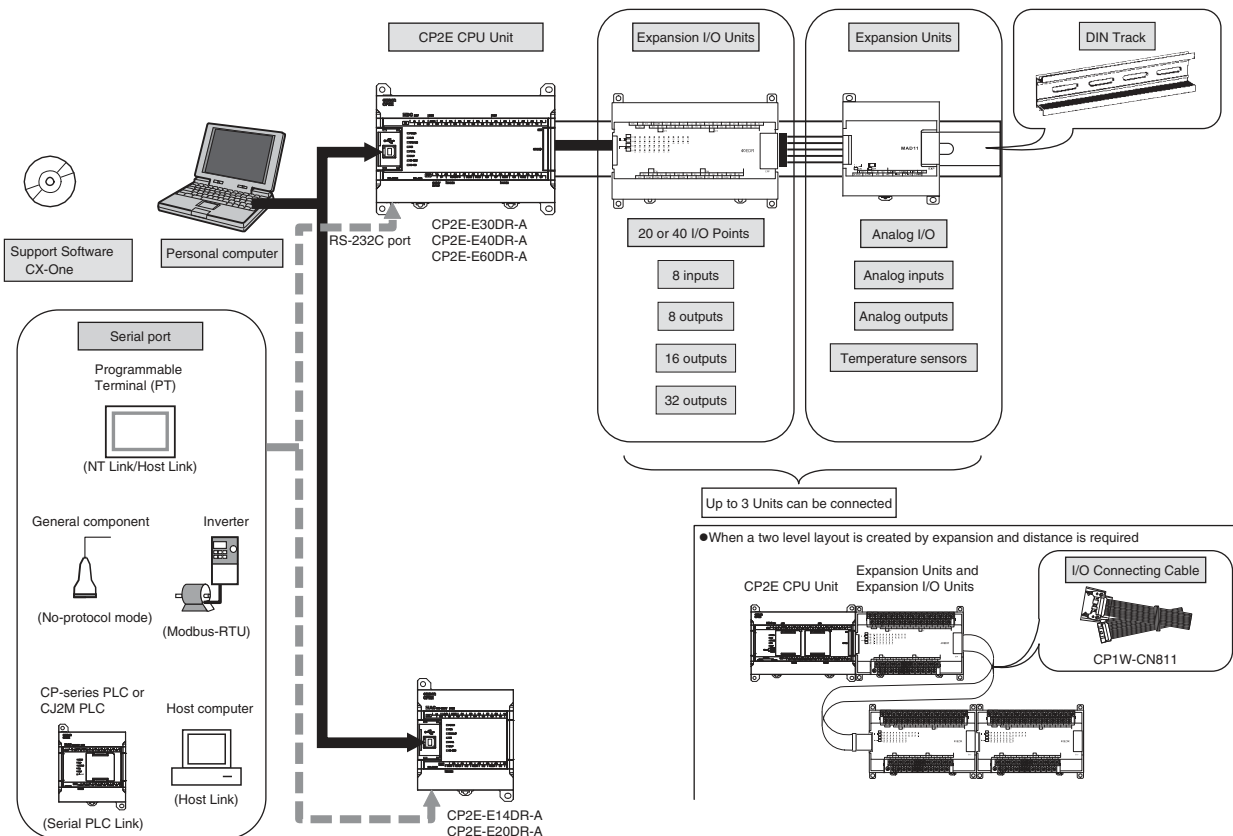 CP2E CPU Unit
Expansion I/O Units
Expansion Units
DIN Track
MAD11
RS-232C port
CP2E-E30DR-A
CP2E-E40DR-A
CP2E-E60DR-A
Support Software
CX-One
Personal computer
20 or 40 I/O Points
8 inputs
8 outputs
16 outputs
32 outputs
Analog I/O
Analog inputs
Analog outputs
Temperature sensors
Up to 3 Units can be connected
Serial port
Programmable
Terminal (PT)
(NT Link/Host Link)
General component
Inverter
(No-protocol mode)
(Modbus-RTU)
CP-series PLC or
CJ2M PLC
Host computer
(Serial PLC Link)
(Host Link)
CP2E-E14DR-A
CP2E-E20DR-A
●When a two level layout is created by expansion and distance is required
CP2E CPU Unit
Expansion Units and
Expansion I/O Units
I/O Connecting Cable
CP1W-CN811